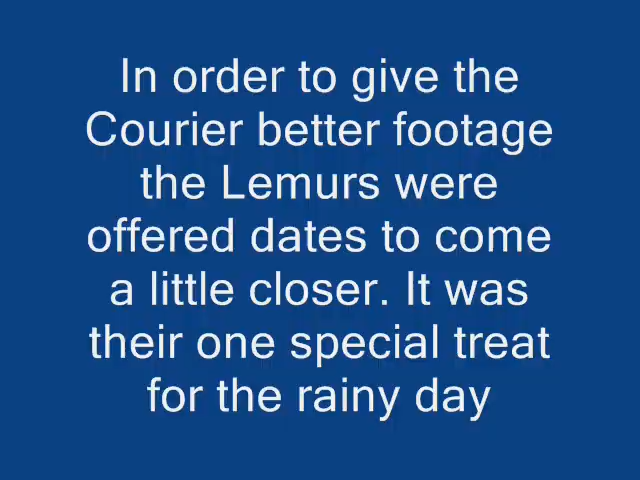 In order to give the
Courier better footage
the Lemurs were
offered dates to come
a little closer. It was
their one special treat
for the rainy day